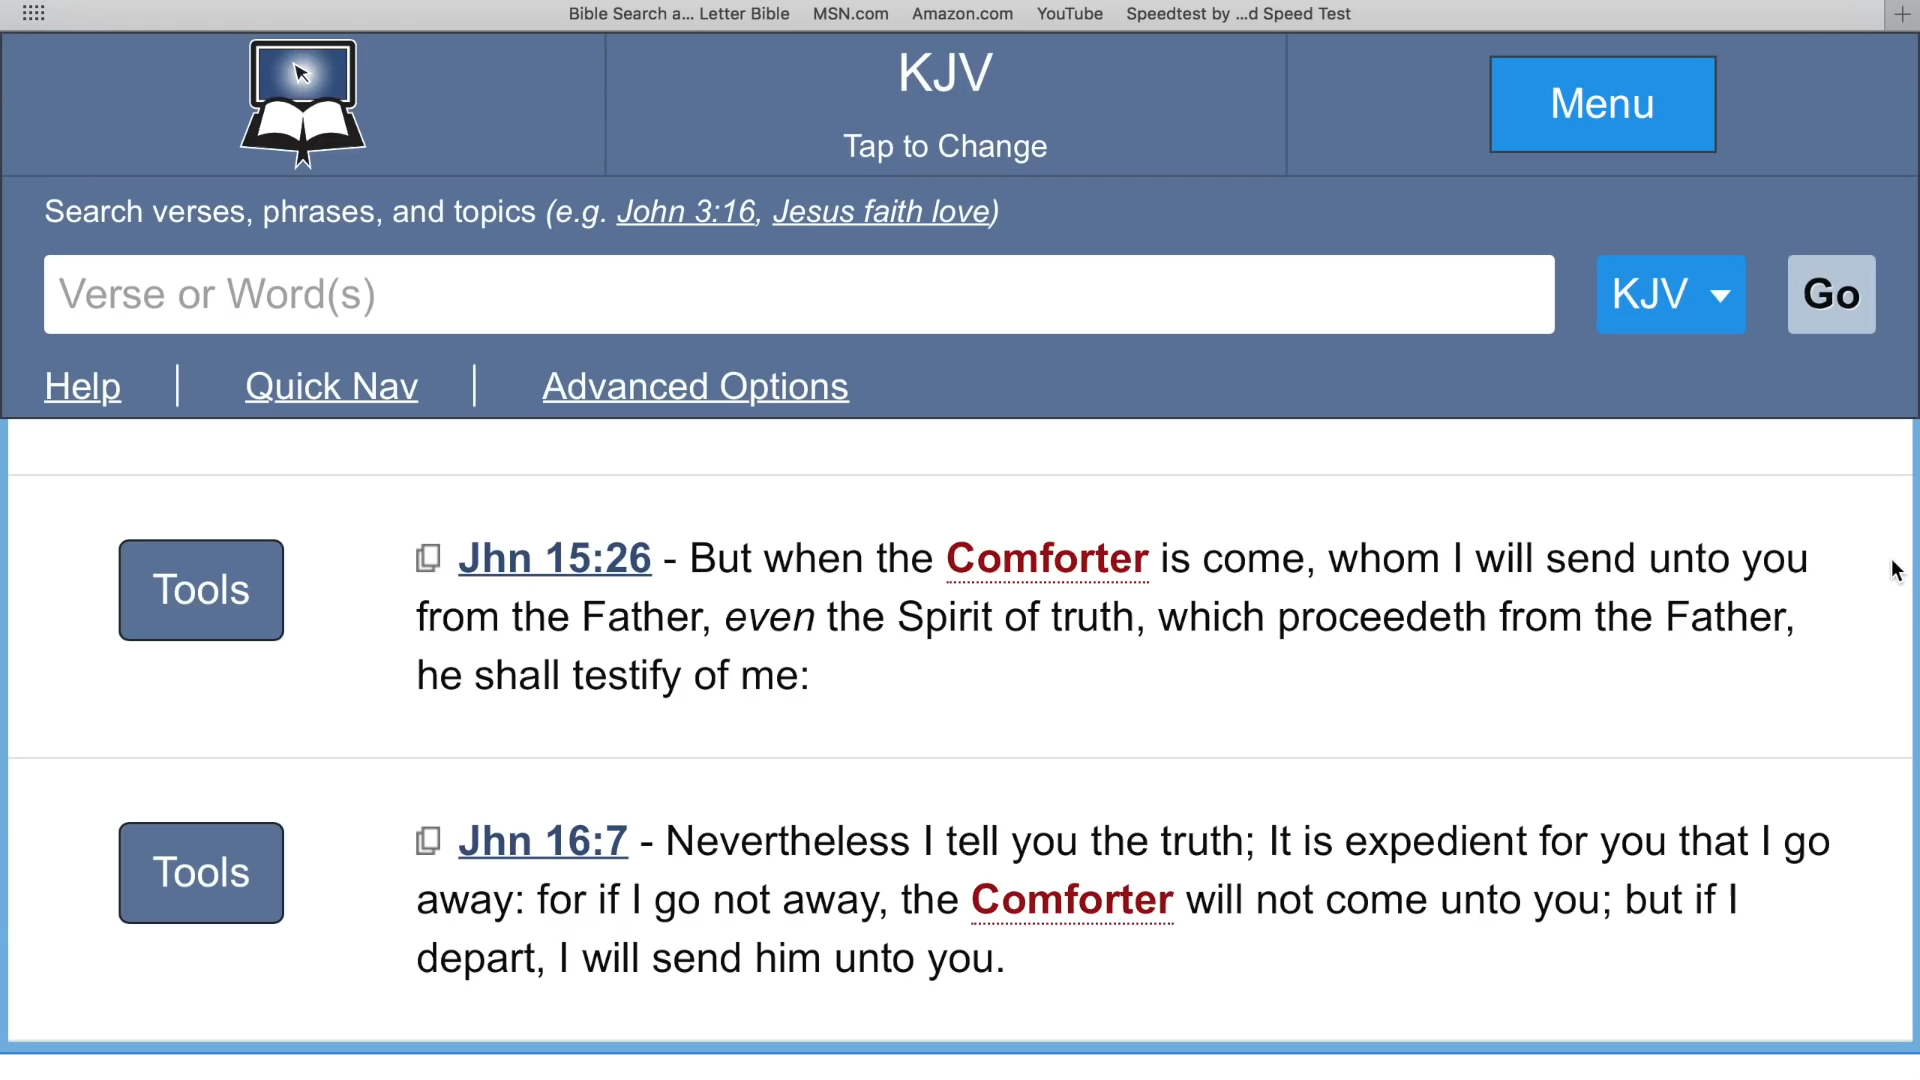 Bible Search a... Letter Bible MSN.com Amazon.com YouTube Speedtest by ...d Speed Test
KJV
Tap to Change
Menu
Search verses, phrases, and topics (e.g. John 3:16, Jesus faith love)
Verse or Word(s)
KJV
Go
Help | Quick Nav | Advanced Options
Tools
Jhn 15:26 - But when the Comforter is come, whom I will send unto you
from the Father, even the Spirit of truth, which proceedeth from the Father,
he shall testify of me:
Tools
Jhn 16:7 - Nevertheless I tell you the truth; It is expedient for you that I go
away: for if I go not away, the Comforter will not come unto you; but if I
depart, I will send him unto you.